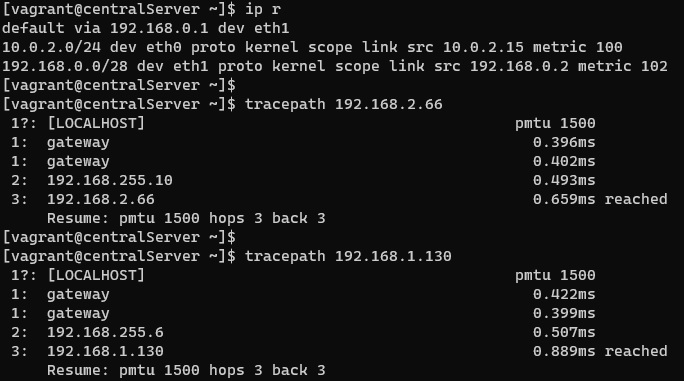 [vagrant@centralServer ~]$ ip r
default via 192.168.0.1 dev eth1
10.0.2.0/24 dev eth0 proto kernel scope link src 10.0.2.15 metric 100
192.168.0.0/28 dev eth1 proto kernel scope link src 192.168.0.2 metric 102
[vagrant@centralServer ~]$
[vagrant@centralServer ~]$ tracepath 192.168.2.66
 1?: [LOCALHOST]                                         pmtu 1500
 1:  gateway                                               0.396ms
 1:  gateway                                               0.402ms
 2:  192.168.255.10                                        0.493ms
 3:  192.168.2.66                                          0.659ms reached
     Resume: pmtu 1500 hops 3 back 3
[vagrant@centralServer ~]$
[vagrant@centralServer ~]$ tracepath 192.168.1.130
 1?: [LOCALHOST]                                         pmtu 1500
 1:  gateway                                               0.422ms
 1:  gateway                                               0.399ms
 2:  192.168.255.6                                         0.507ms
 3:  192.168.1.130                                         0.889ms reached
     Resume: pmtu 1500 hops 3 back 3